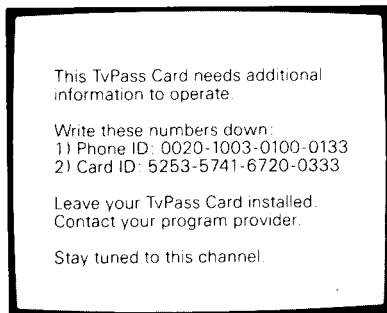 This TvPass Card needs additional
information to operate.
Write these numbers down:
1) Phone ID: 0020-1003-0100-0133
2) Card ID: 5253-5741-6720-0333
Leave your TvPass Card installed.
Contact your program provider.
Stay tuned to this channel.